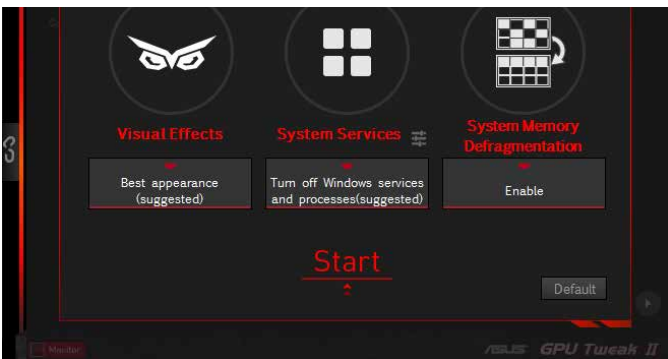 Visual Effects
System Services
System Memory
Defragmentation
Best appearance
(suggested)
Turn off Windows services
and processes(suggested)
Enable
Start
Default
Monitor
ASUS GPU Tweak II